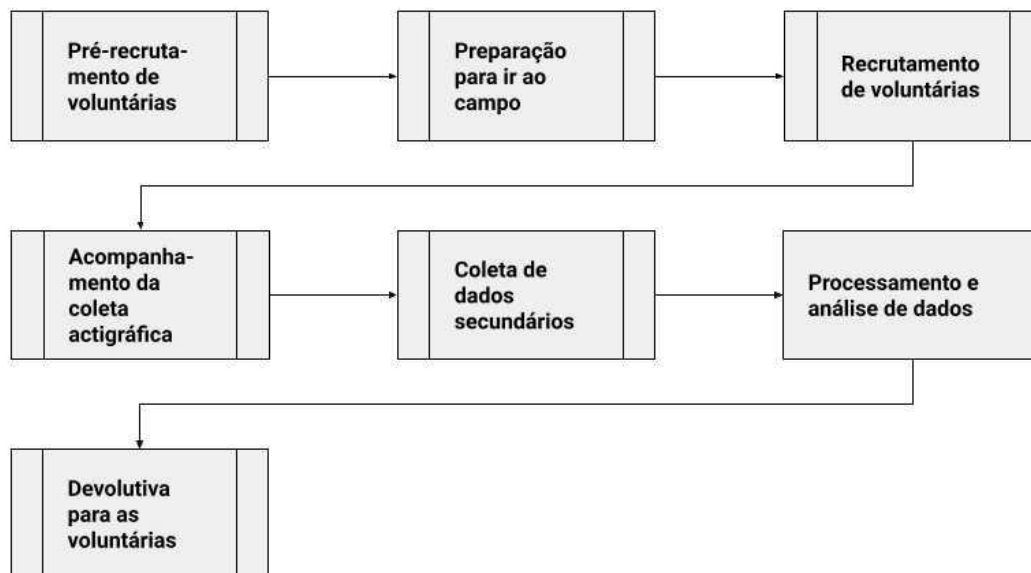 Pré-recruta-
mento de
voluntárias
Preparação
para ir ao
campo
Recrutamento
de voluntárias
Acompanha-
mento da
coleta
actigráfica
Coleta de
dados
secundários
Processamento e
análise de dados
Devolutiva
para as
voluntárias